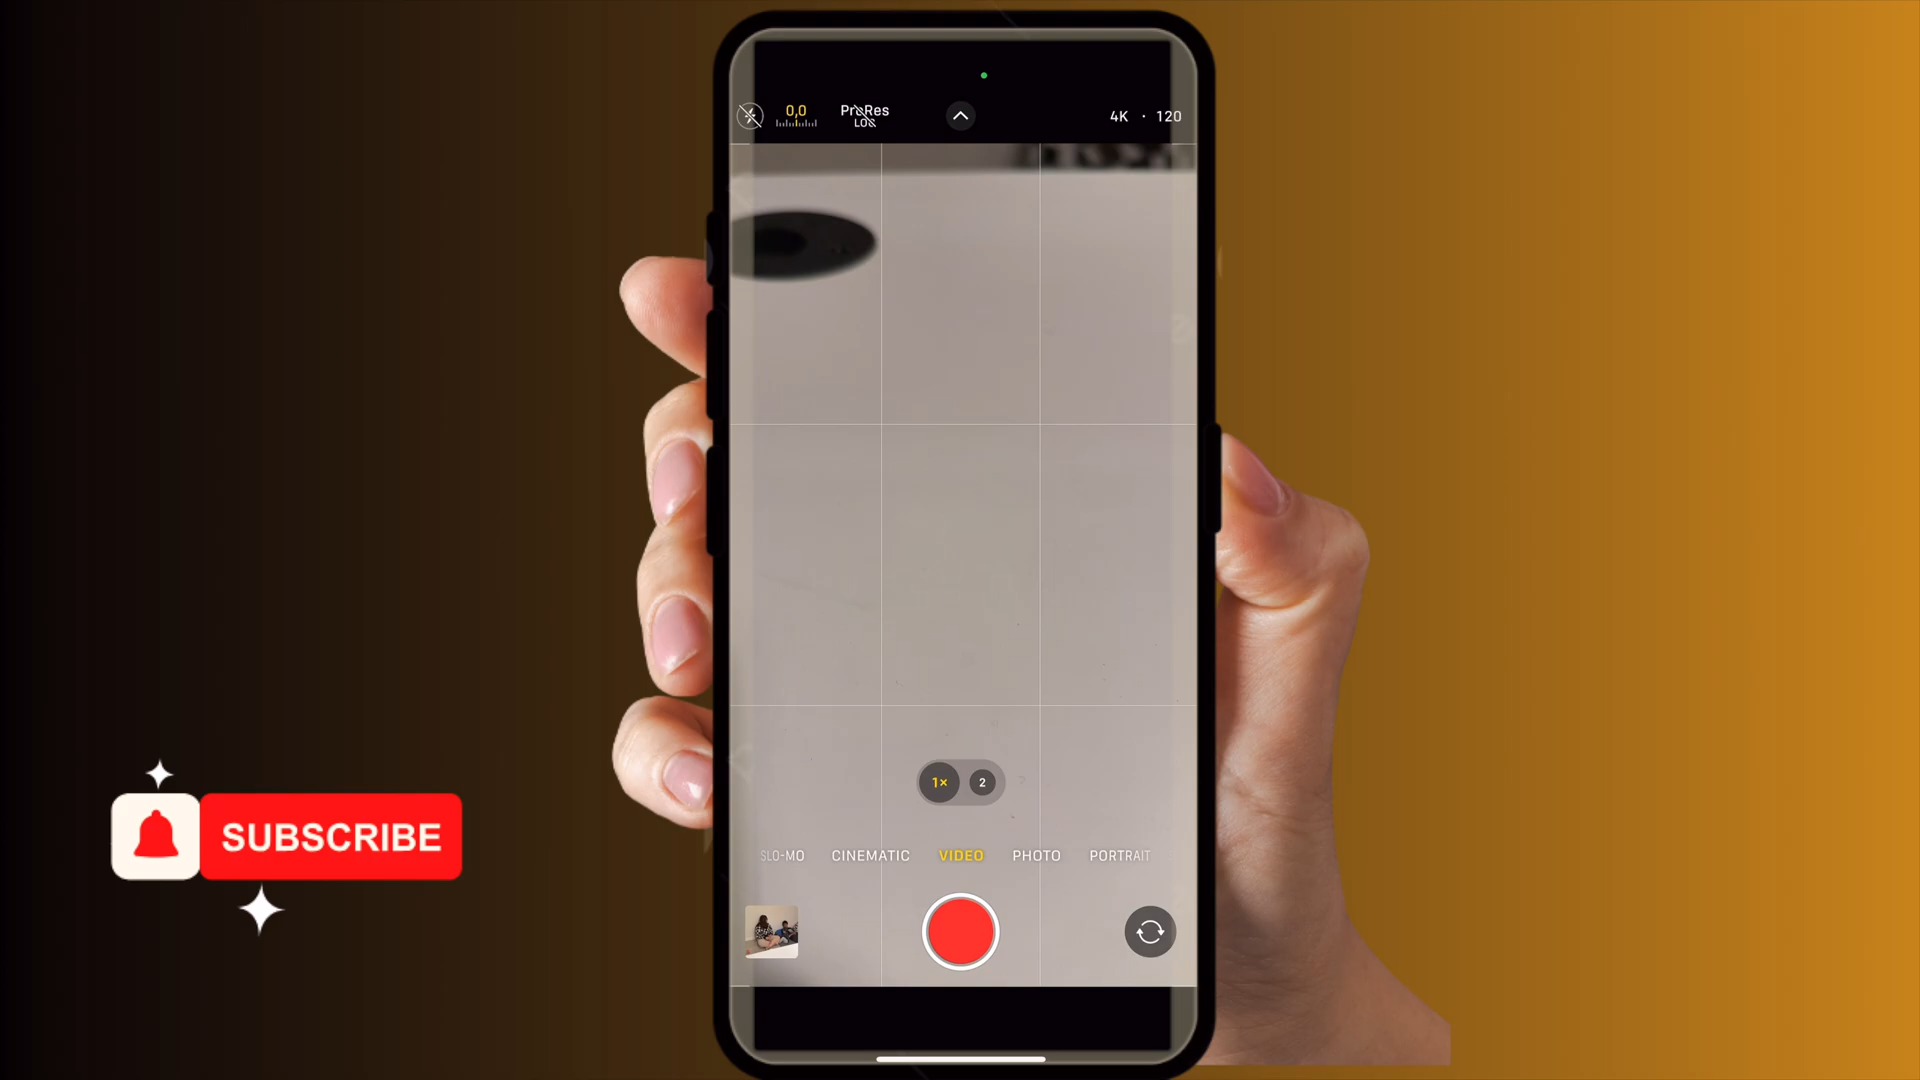 0,0
ProRes
LOG
4K · 120
1×
2
SLO-MO CINEMATIC VIDEO PHOTO PORTRAIT
SUBSCRIBE